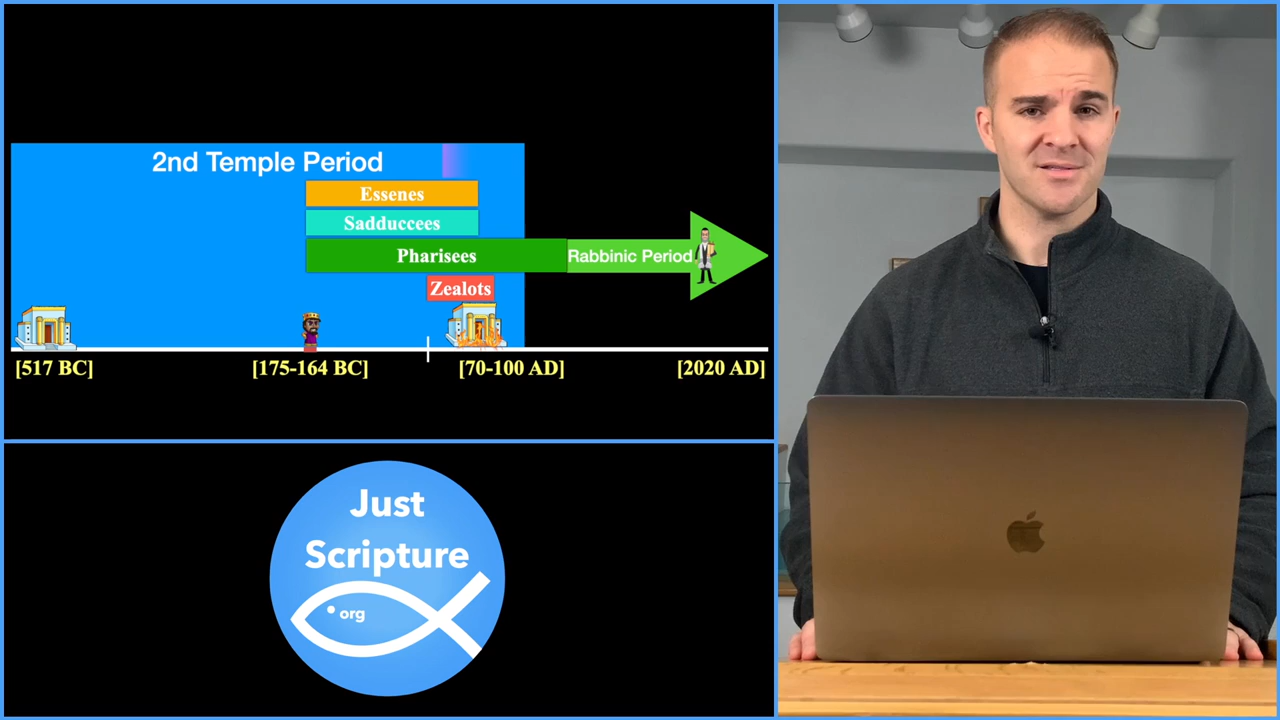 2nd Temple Period
Essenes
Sadduccees
Pharisees
Rabbinic Period
Zealots
[517 BC]
[175-164 BC]
[70-100 AD]
[2020 AD]
Just
Scripture
.org